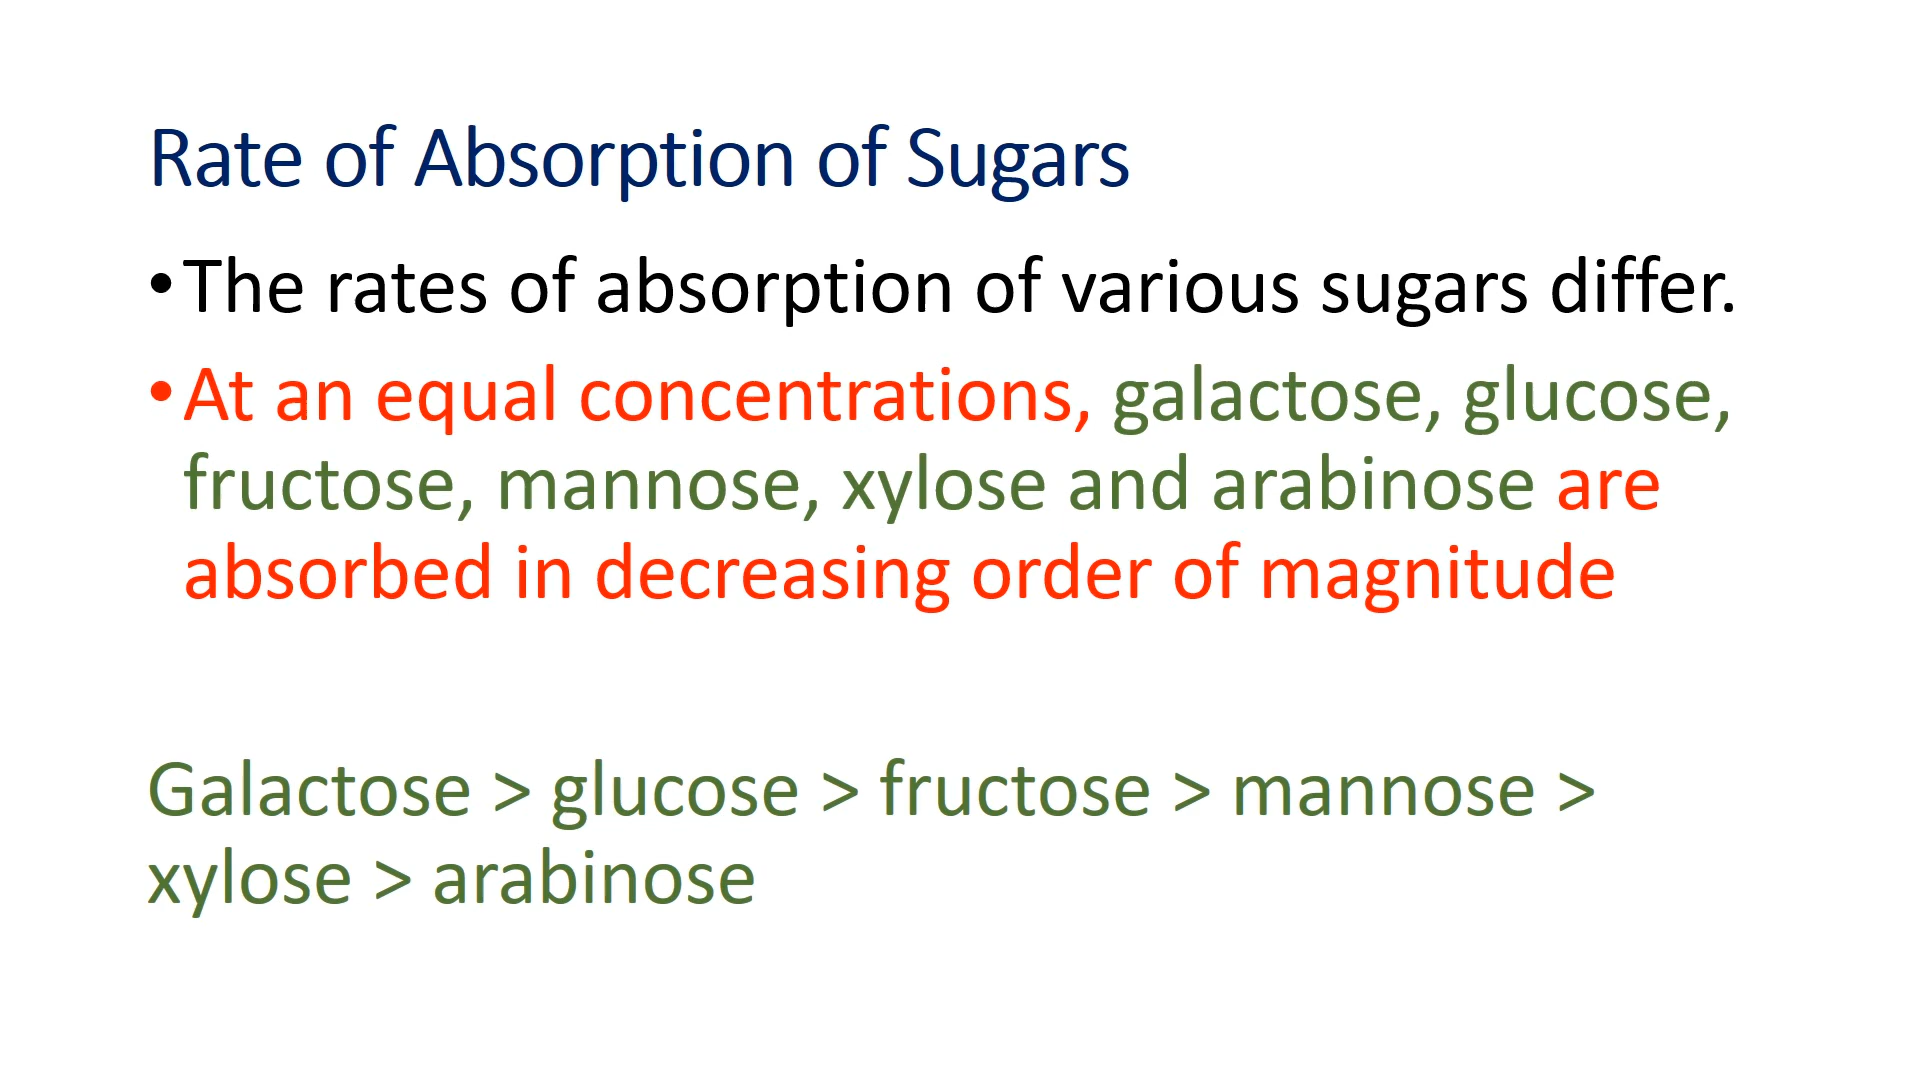 Rate of Absorption of Sugars
•The rates of absorption of various sugars differ.
•At an equal concentrations, galactose, glucose,
fructose, mannose, xylose and arabinose are
absorbed in decreasing order of magnitude
Galactose > glucose > fructose > mannose >
xylose > arabinose